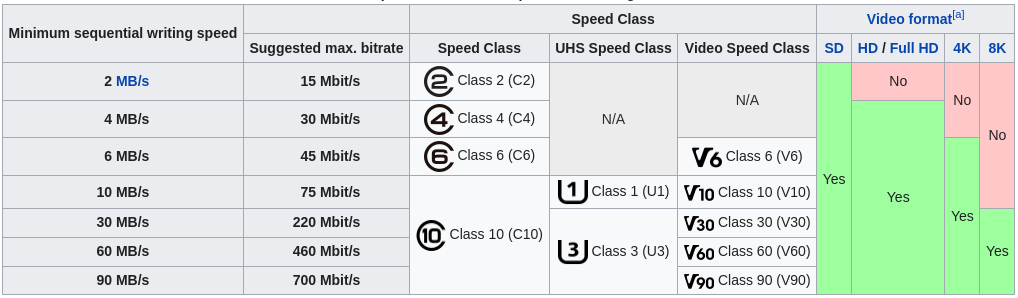 Speed Class
Video format[a]
Minimum sequential writing speed
Suggested max. bitrate
Speed Class
UHS Speed Class
Video Speed Class
SD
HD / Full HD
4K
8K
2 MB/s
15 Mbit/s
2 Class 2 (C2)
N/A
N/A
Yes
No
No
No
4 MB/s
30 Mbit/s
4 Class 4 (C4)
Yes
6 MB/s
45 Mbit/s
6 Class 6 (C6)
V6 Class 6 (V6)
Yes
10 MB/s
75 Mbit/s
10 Class 10 (C10)
1 Class 1 (U1)
V10 Class 10 (V10)
30 MB/s
220 Mbit/s
3 Class 3 (U3)
V30 Class 30 (V30)
Yes
60 MB/s
460 Mbit/s
V60 Class 60 (V60)
90 MB/s
700 Mbit/s
V90 Class 90 (V90)